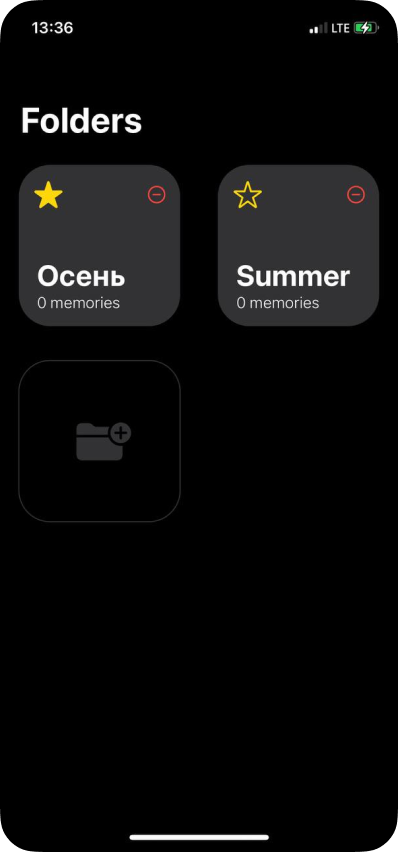 13:36
LTE
Folders
Осень
0 memories
Summer
0 memories